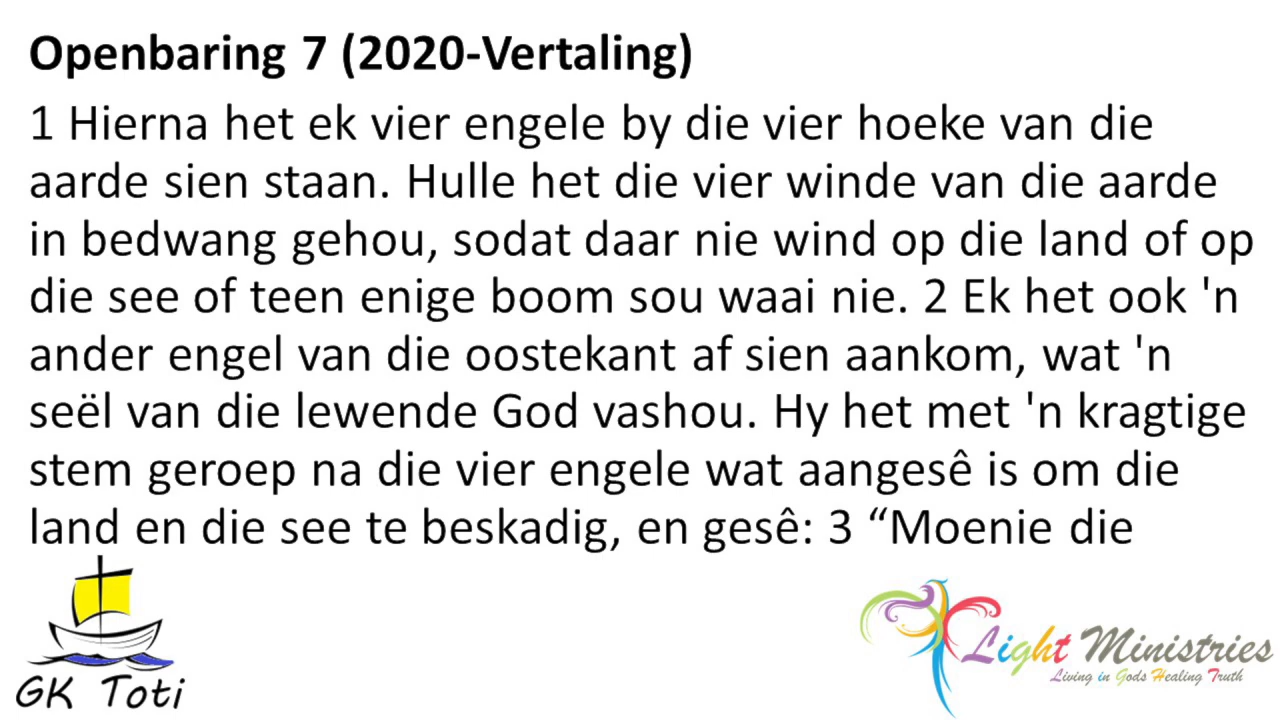 Openbaring 7 (2020-Vertaling)
1 Hierna het ek vier engele by die vier hoeke van die
aarde sien staan. Hulle het die vier winde van die aarde
in bedwang gehou, sodat daar nie wind op die land of op
die see of teen enige boom sou waai nie. 2 Ek het ook 'n
ander engel van die oostekant af sien aankom, wat 'n
seël van die lewende God vashou. Hy het met 'n kragtige
stem geroep na die vier engele wat aangesê is om die
land en die see te beskadig, en gesê: 3 “Moenie die
GK Toti
Light Ministries
Living in Gods Healing Truth